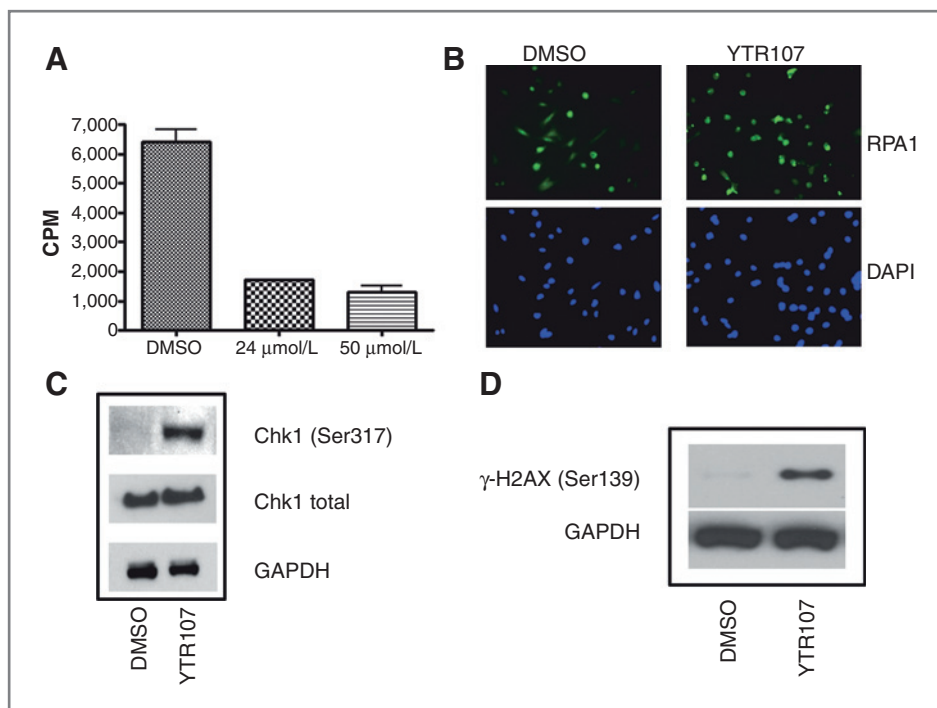 A
7,000
6,000
5,000
4,000
3,000
2,000
1,000
0
CPM
DMSO 24 μmol/L 50 μmol/L
B
DMSO YTR107
RPA1
DAPI
C
Chk1 (Ser317)
Chk1 total
GAPDH
DMSO
YTR107
D
γ-H2AX (Ser139)
GAPDH
DMSO
YTR107